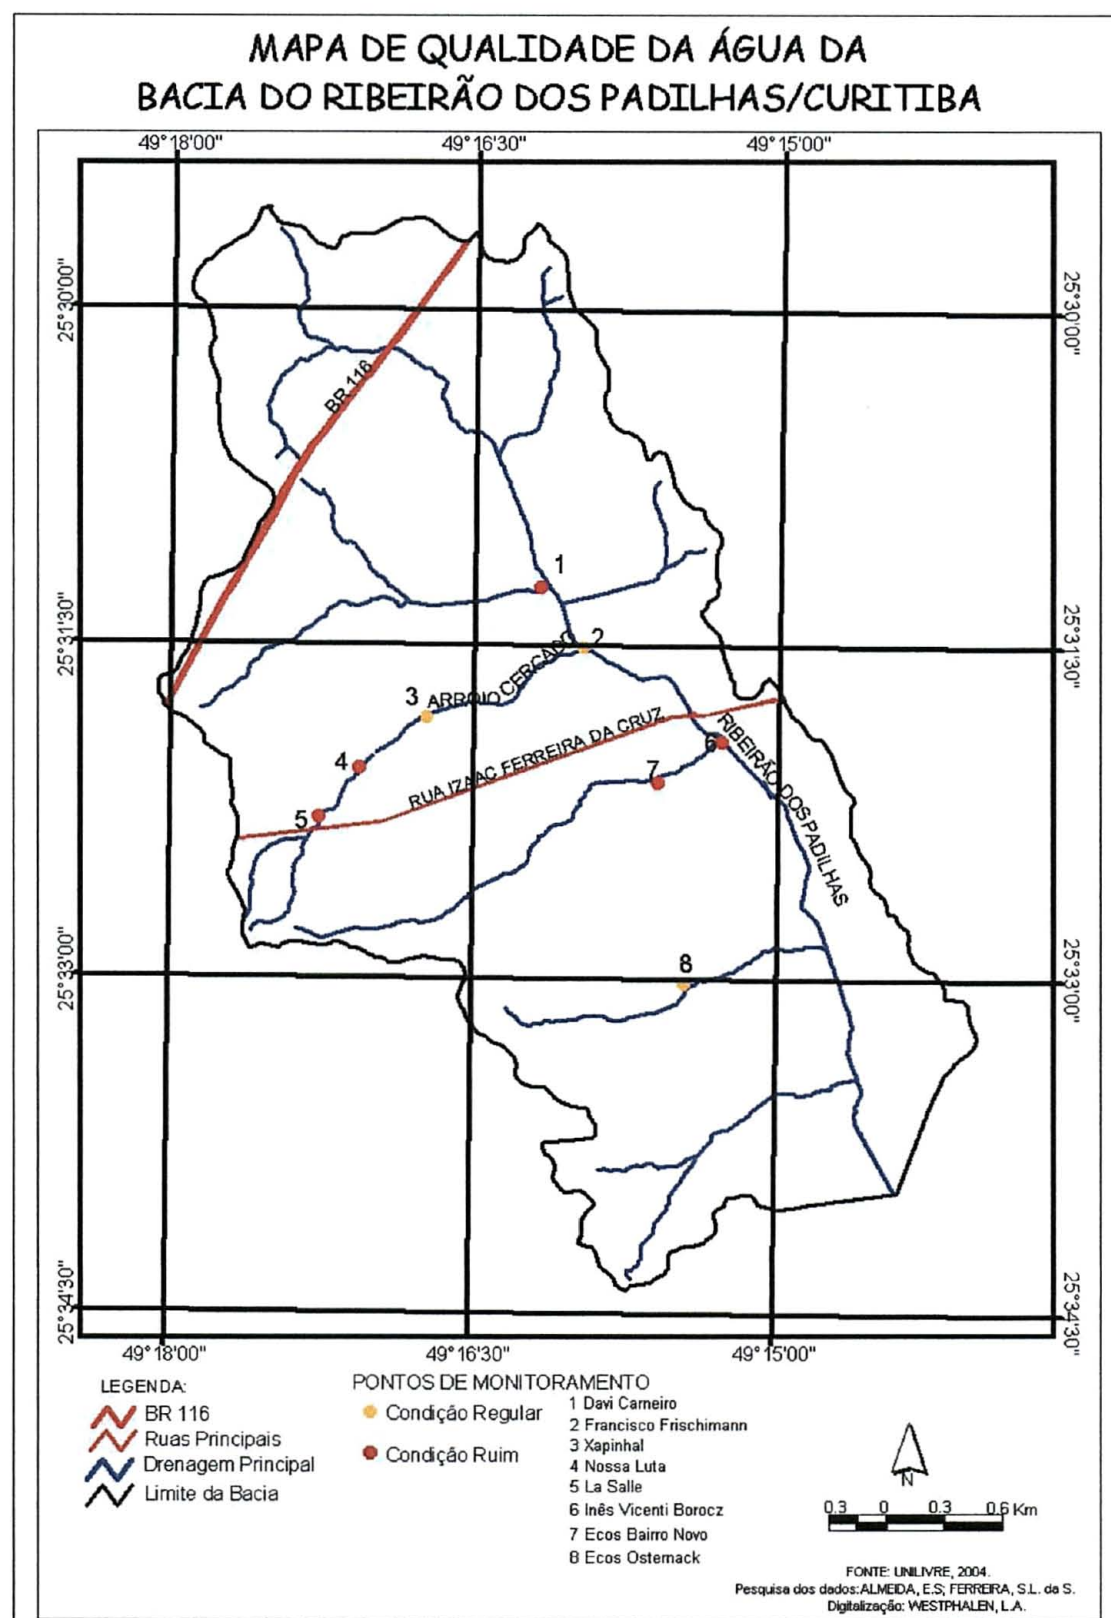 MAPA DE QUALIDADE DA ÁGUA DA
BACIA DO RIBEIRÃO DOS PADILHAS/CURITIBA
49°18'00" 49°16'30" 49°15'00"
25°30'00" 25°30'00"
BR 116
1
25°31'30" 25°31'30"
2
ARROIO CERCADO
3
RUA IZAAC FERREIRA DA CRUZ
RIBEIRÃO DOS PADILHAS
6
4
7
5
25°33'00" 25°33'00"
8
25°34'30" 25°34'30"
49°18'00" 49°16'30" 49°15'00"
LEGENDA:
BR 116
Ruas Principais
Drenagem Principal
Limite da Bacia
PONTOS DE MONITORAMENTO
Condição Regular
Condição Ruim
1 Davi Carneiro
2 Francisco Frischimann
3 Xapinhal
4 Nossa Luta
5 La Salle
6 Inês Vicenti Borocz
7 Ecos Bairro Novo
8 Ecos Osternack
N
0.3 0 0.3 0.6 Km
FONTE: UNILIVRE, 2004.
Pesquisa dos dados:ALMEIDA, E.S; FERREIRA, S.L. da S.
Digitalização: WESTPHALEN, L.A.